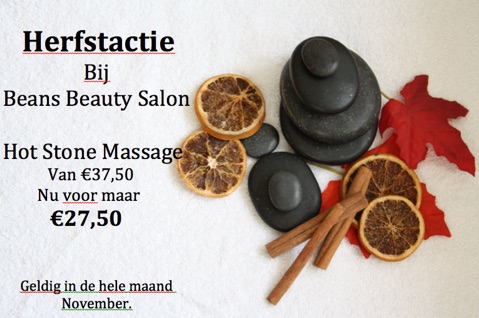 Herfstactie
Bij
Beans Beauty Salon
Hot Stone Massage
Van €37,50
Nu voor maar
€27,50
Geldig in de hele maand
November.